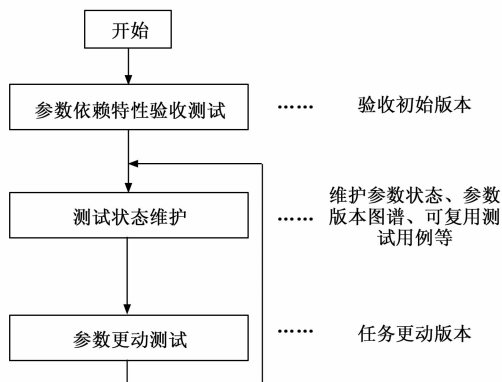 开始
参数依赖特性验收测试
…… 验收初始版本
测试状态维护
…… 维护参数状态、参数
版本图谱、可复用测
试用例等
参数更动测试
…… 任务更动版本